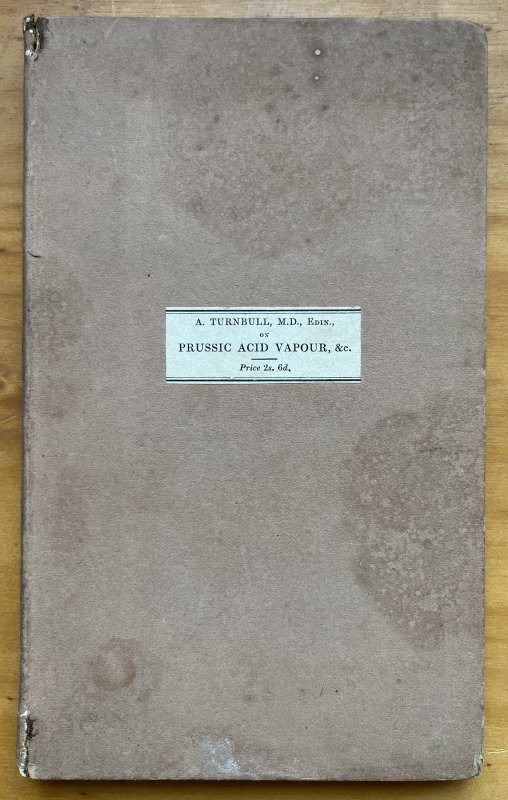 A. TURNBULL, M.D., EDIN.,
ON
PRUSSIC ACID VAPOUR, &c.
Price 2s. 6d.